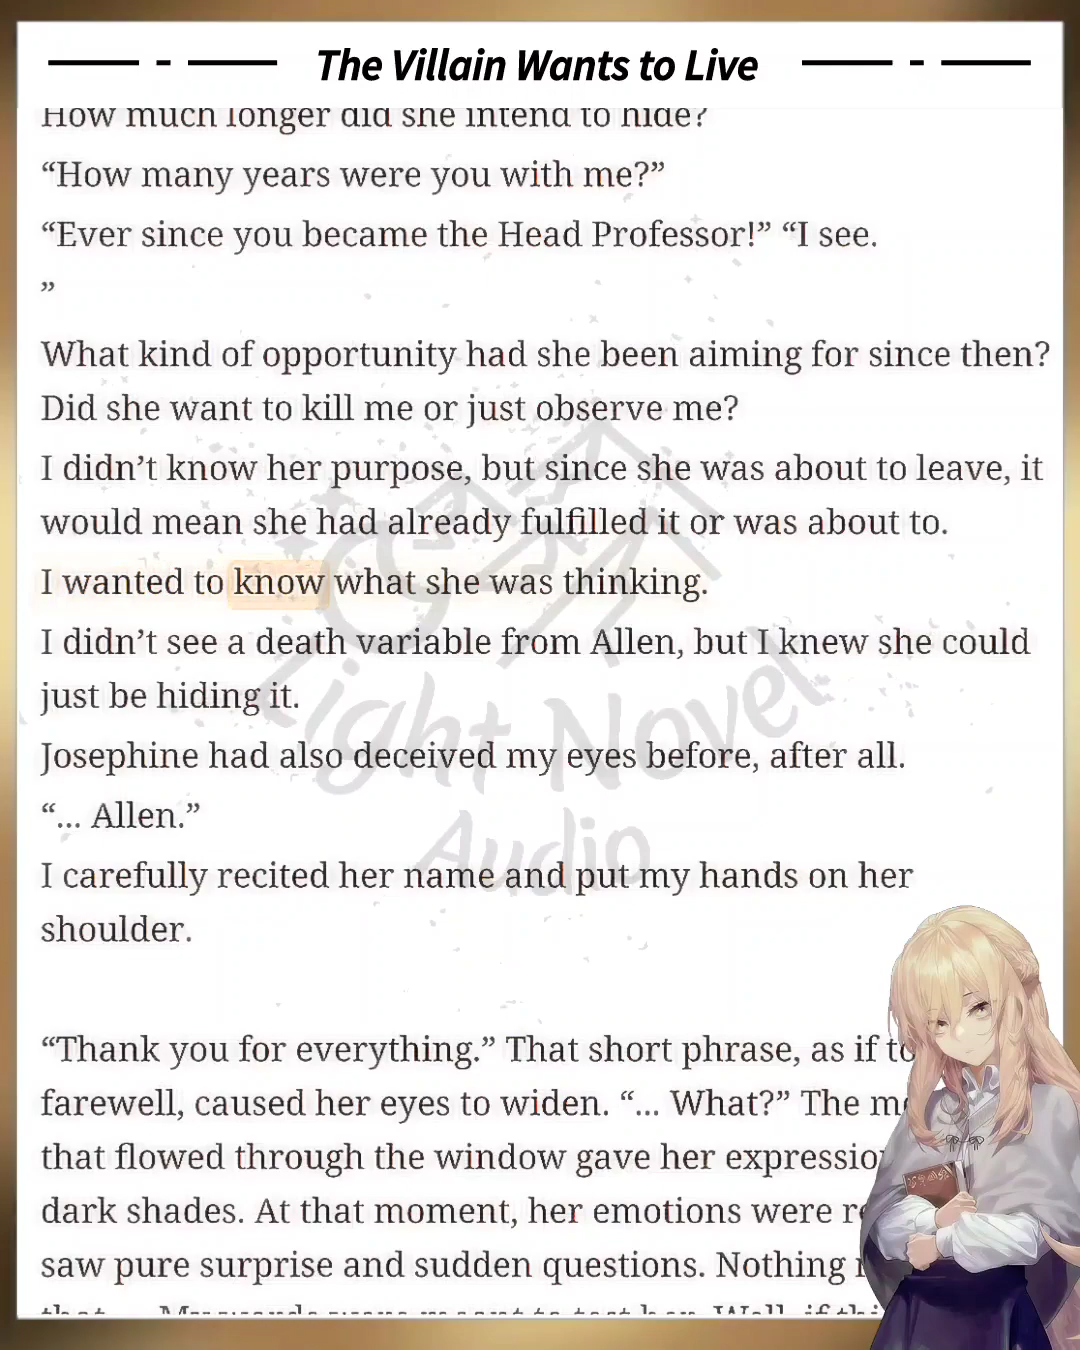 The Villain Wants to Live
How much longer did she intend to hide?
“How many years were you with me?”
“Ever since you became the Head Professor!” “I see.
”
What kind of opportunity had she been aiming for since then?
Did she want to kill me or just observe me?
I didn’t know her purpose, but since she was about to leave, it
would mean she had already fulfilled it or was about to.
I wanted to know what she was thinking.
I didn’t see a death variable from Allen, but I knew she could
just be hiding it.
Josephine had also deceived my eyes before, after all.
“... Allen.”
I carefully recited her name and put my hands on her
shoulder.
“Thank you for everything.” That short phrase, as if to
farewell, caused her eyes to widen. “... What?” The
that flowed through the window gave her
dark shades. At that moment, her emotions were
saw pure surprise and sudden questions. Nothing
Light Novel
Audio